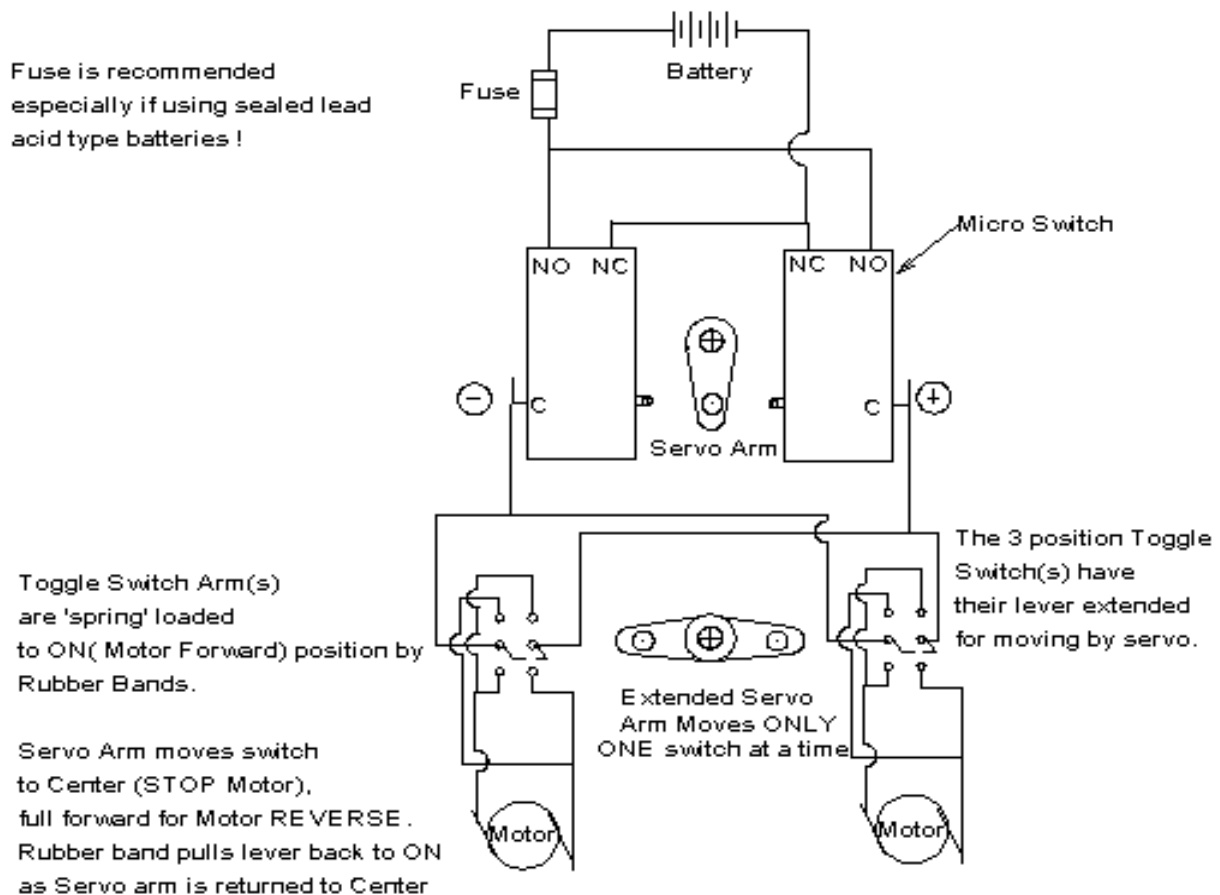 Fuse is recommended
especially if using sealed lead
acid type batteries !
Battery
Fuse
Micro Switch
NO NC
NC NO
−
C
C
+
Servo Arm
Toggle Switch Arm(s)
are 'spring' loaded
to ON( Motor Forward) position by
Rubber Bands.
The 3 position Toggle
Switch(s) have
their lever extended
for moving by servo.
Extended Servo
Arm Moves ONLY
ONE switch at a time
Servo Arm moves switch
to Center (STOP Motor),
full forward for Motor REVERSE.
Rubber band pulls lever back to ON
as Servo arm is returned to Center
Motor
Motor